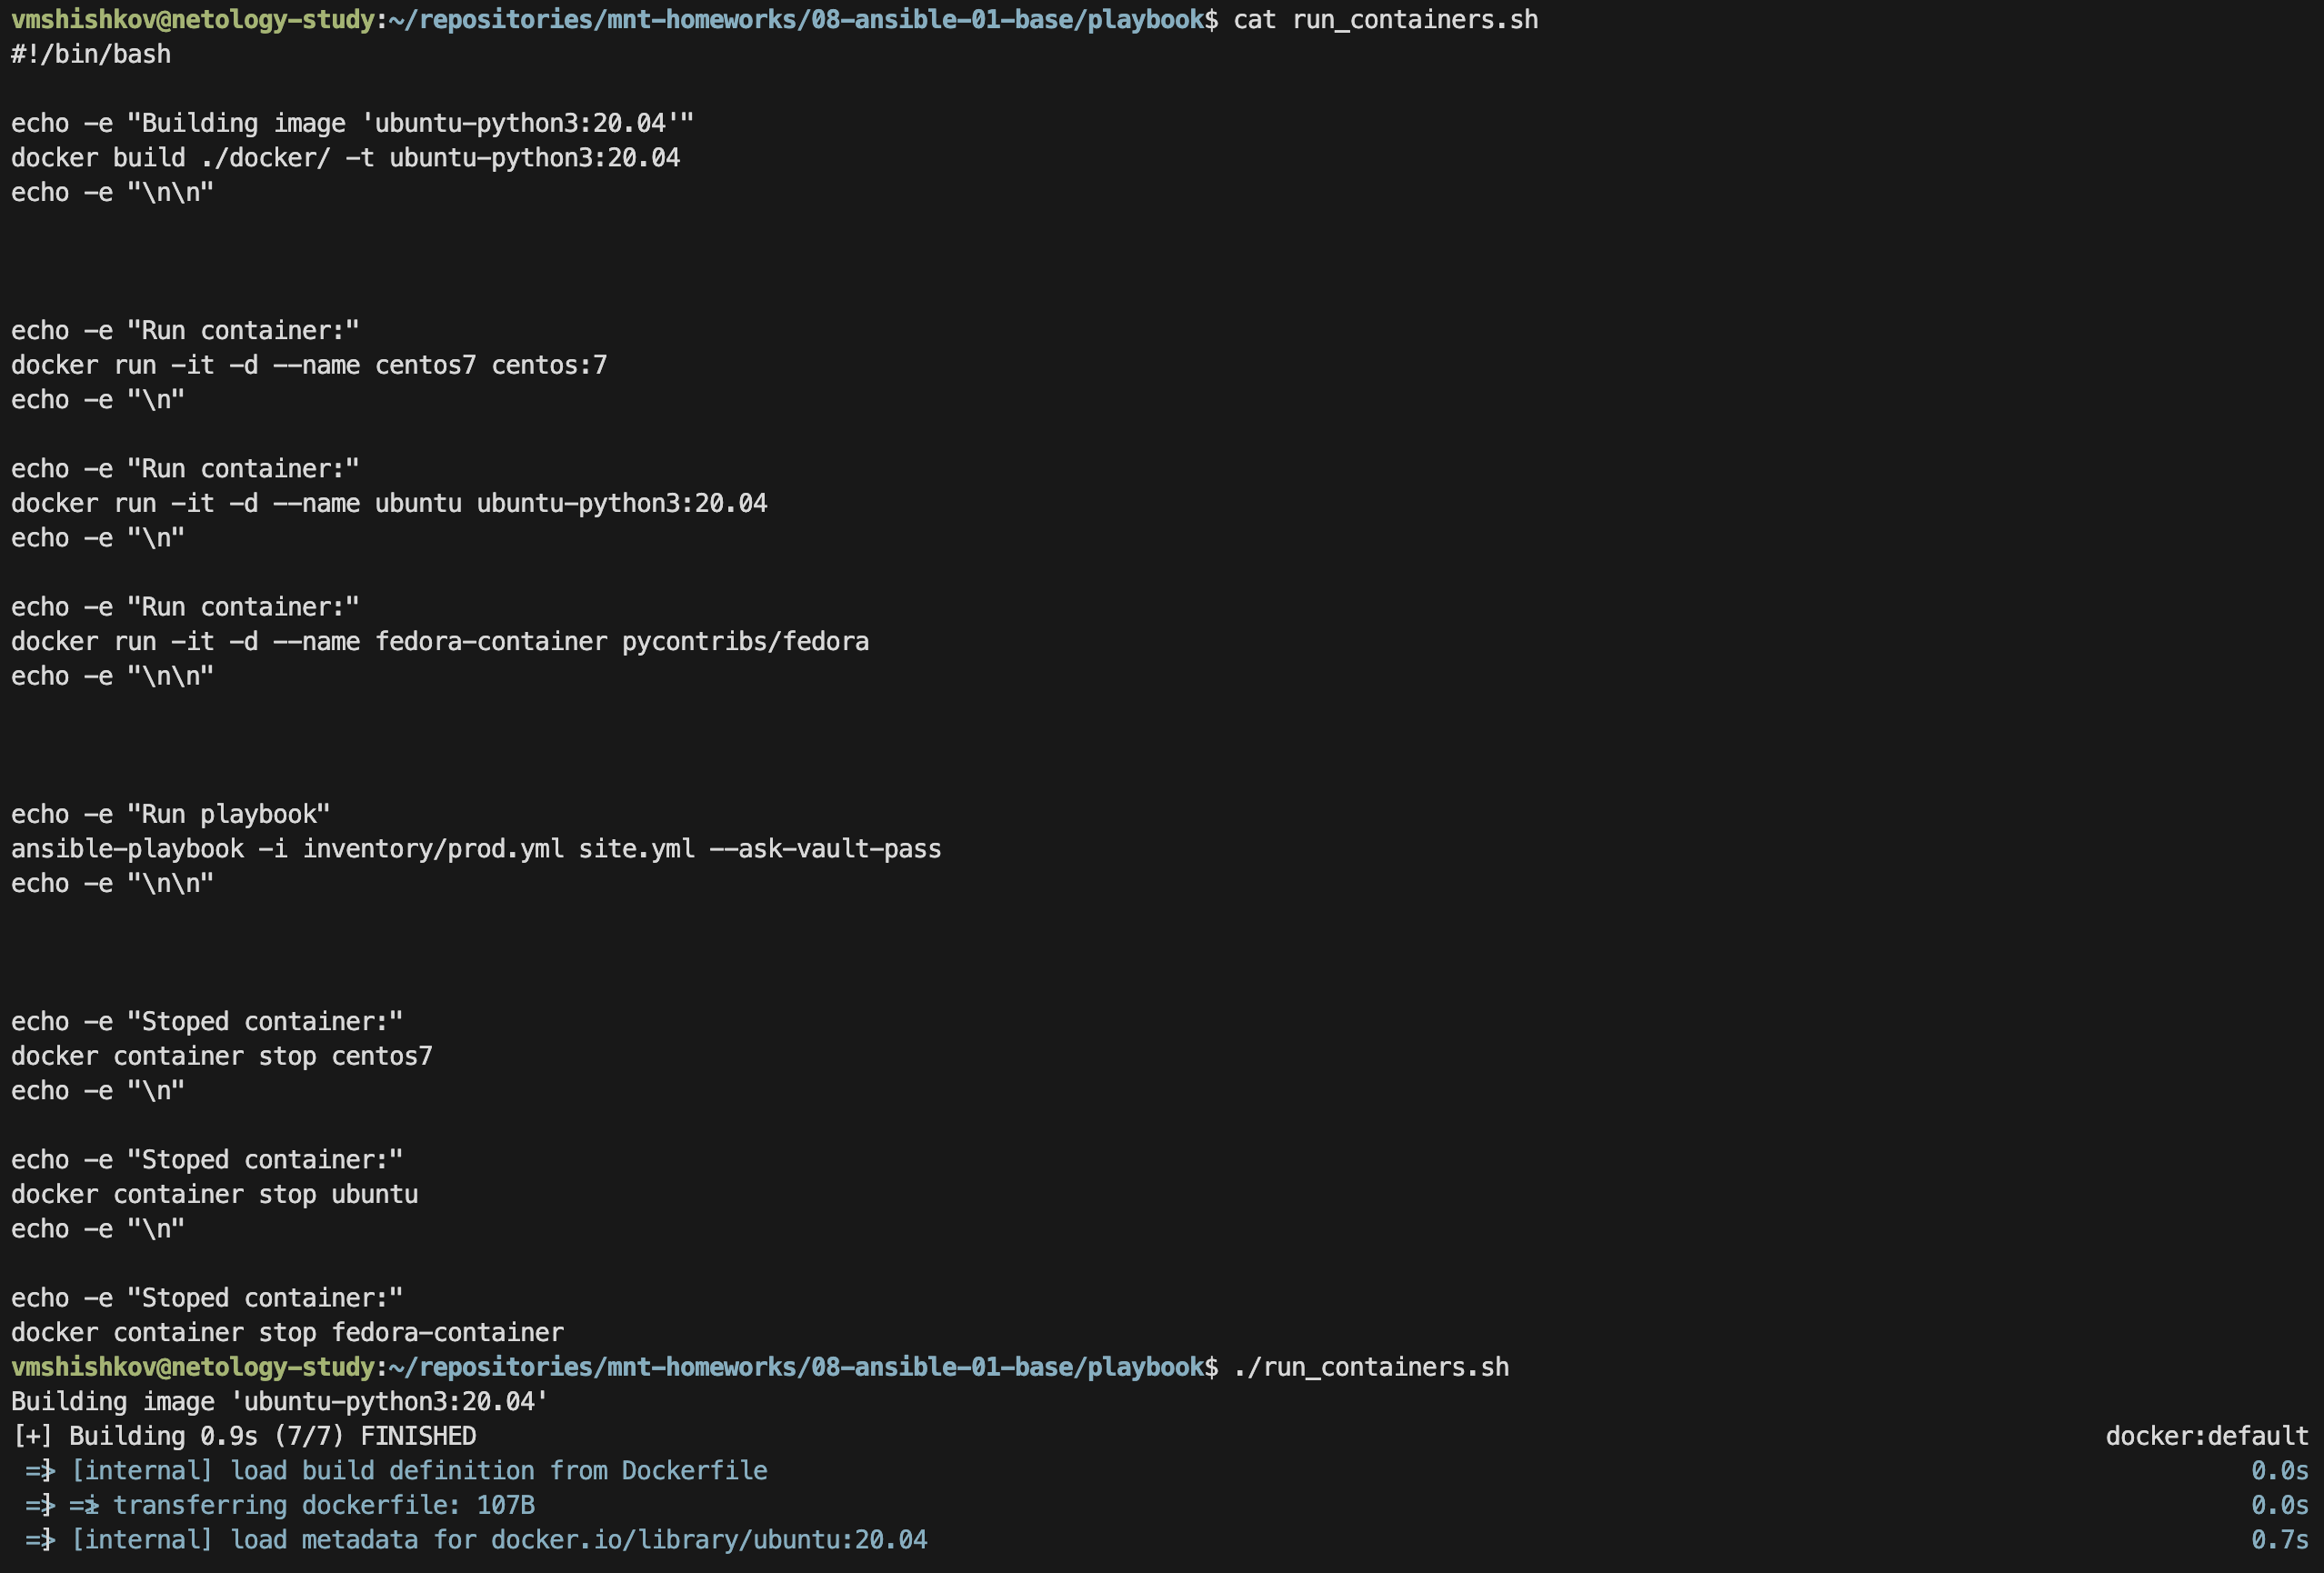 vmshishkov@netology-study:~/repositories/mnt-homeworks/08-ansible-01-base/playbook$ cat run_containers.sh
#!/bin/bash
echo -e "Building image 'ubuntu-python3:20.04'"
docker build ./docker/ -t ubuntu-python3:20.04
echo -e "\n\n"
echo -e "Run container:"
docker run -it -d --name centos7 centos:7
echo -e "\n"
echo -e "Run container:"
docker run -it -d --name ubuntu ubuntu-python3:20.04
echo -e "\n"
echo -e "Run container:"
docker run -it -d --name fedora-container pycontribs/fedora
echo -e "\n\n"
echo -e "Run playbook"
ansible-playbook -i inventory/prod.yml site.yml --ask-vault-pass
echo -e "\n\n"
echo -e "Stoped container:"
docker container stop centos7
echo -e "\n"
echo -e "Stoped container:"
docker container stop ubuntu
echo -e "\n"
echo -e "Stoped container:"
docker container stop fedora-container
vmshishkov@netology-study:~/repositories/mnt-homeworks/08-ansible-01-base/playbook$ ./run_containers.sh
Building image 'ubuntu-python3:20.04'
[+] Building 0.9s (7/7) FINISHED docker:default
=> [internal] load build definition from Dockerfile 0.0s
=> => transferring dockerfile: 107B 0.0s
=> [internal] load metadata for docker.io/library/ubuntu:20.04 0.7s